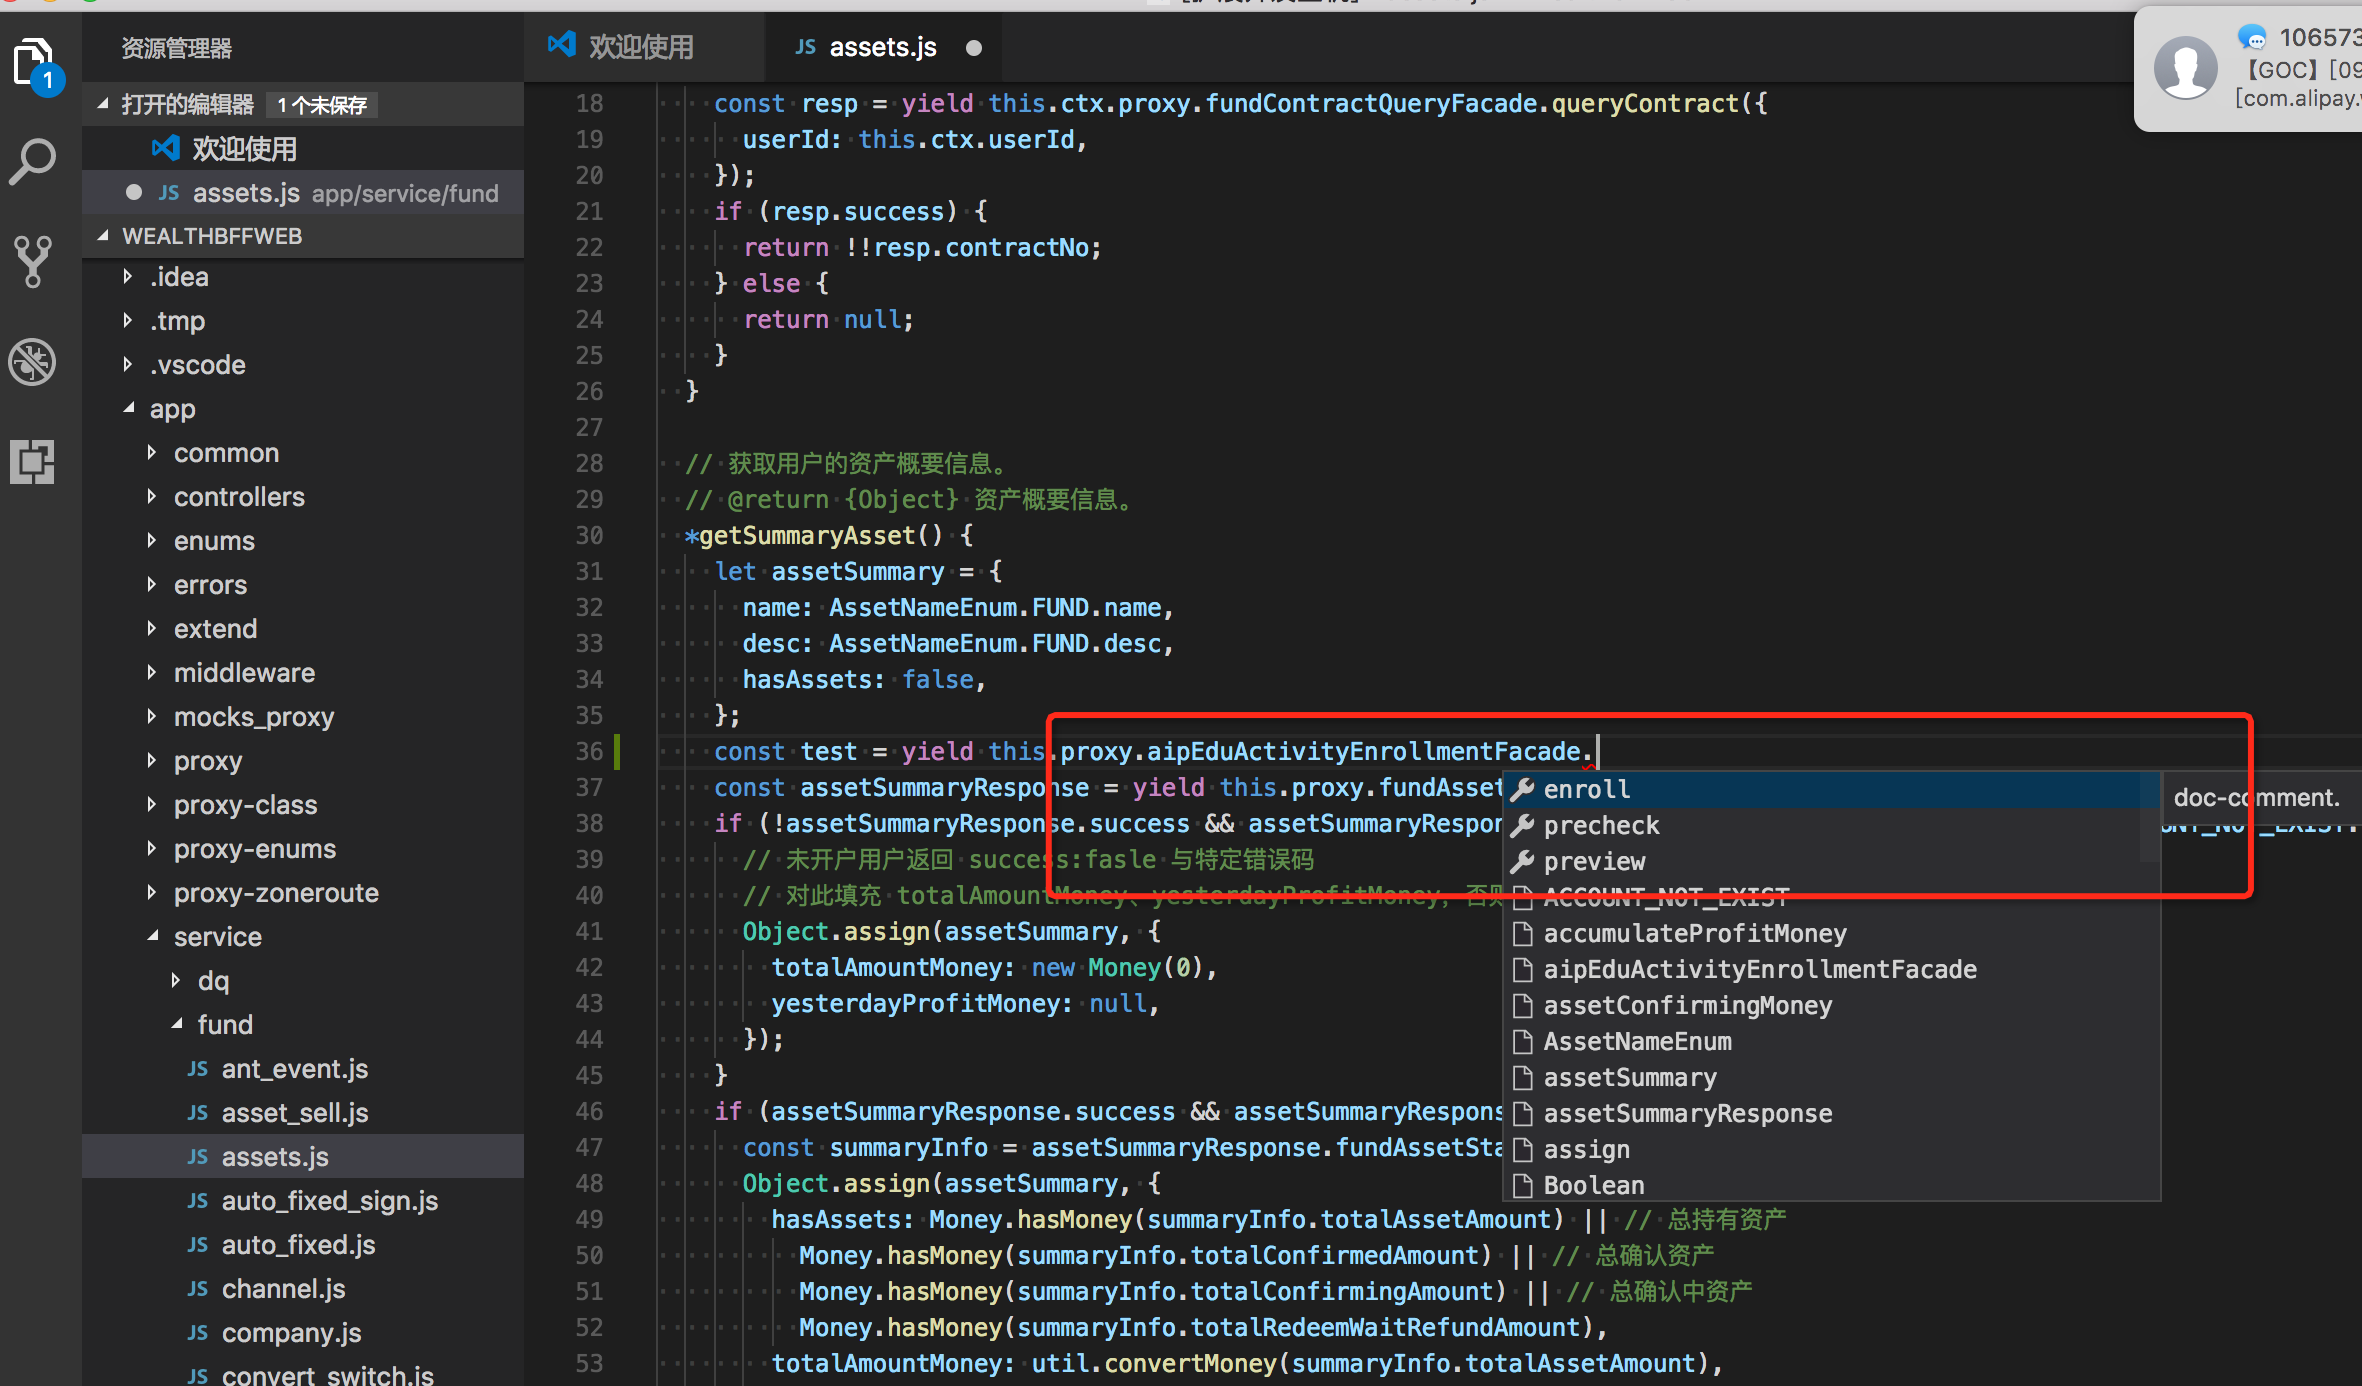 资源管理器
打开的编辑器 1 个未保存
欢迎使用
JS assets.js app/service/fund
WEALTHBFFWEB
.idea
.tmp
.vscode
app
common
controllers
enums
errors
extend
middleware
mocks_proxy
proxy
proxy-class
proxy-enums
proxy-zoneroute
service
dq
fund
JS ant_event.js
JS asset_sell.js
JS assets.js
JS auto_fixed_sign.js
JS auto_fixed.js
JS channel.js
JS company.js
JS convert_switch.js
1
欢迎使用
JS assets.js
106573
【GOC】[09
[com.alipay.
18 const resp = yield this.ctx.proxy.fundContractQueryFacade.queryContract({
19 userId: this.ctx.userId,
20 });
21 if (resp.success) {
22 return !!resp.contractNo;
23 } else {
24 return null;
25 }
26 }
27
28 // 获取用户的资产概要信息。
29 // @return {Object} 资产概要信息。
30 *getSummaryAsset() {
31 let assetSummary = {
32 name: AssetNameEnum.FUND.name,
33 desc: AssetNameEnum.FUND.desc,
34 hasAssets: false,
35 };
36 const test = yield this.proxy.aipEduActivityEnrollmentFacade.
37 const assetSummaryResponse = yield this.proxy.fundAsset
38 if (!assetSummaryResponse.success && assetSummaryRespon
39 // 未开户用户返回 success:fasle 与特定错误码
40 // 对此填充 totalAmountMoney、yesterdayProfitMoney, 否则
41 Object.assign(assetSummary, {
42 totalAmountMoney: new Money(0),
43 yesterdayProfitMoney: null,
44 });
45 }
46 if (assetSummaryResponse.success && assetSummaryRespons
47 const summaryInfo = assetSummaryResponse.fundAssetSta
48 Object.assign(assetSummary, {
49 hasAssets: Money.hasMoney(summaryInfo.totalAssetAmount) || // 总持有资产
50 Money.hasMoney(summaryInfo.totalConfirmedAmount) || // 总确认资产
51 Money.hasMoney(summaryInfo.totalConfirmingAmount) || // 总确认中资产
52 Money.hasMoney(summaryInfo.totalRedeemWaitRefundAmount),
53 totalAmountMoney: util.convertMoney(summaryInfo.totalAssetAmount),
enroll
precheck
preview
ACCOUNT_NOT_EXIST
accumulateProfitMoney
aipEduActivityEnrollmentFacade
assetConfirmingMoney
AssetNameEnum
assetSummary
assetSummaryResponse
assign
Boolean
doc-comment.